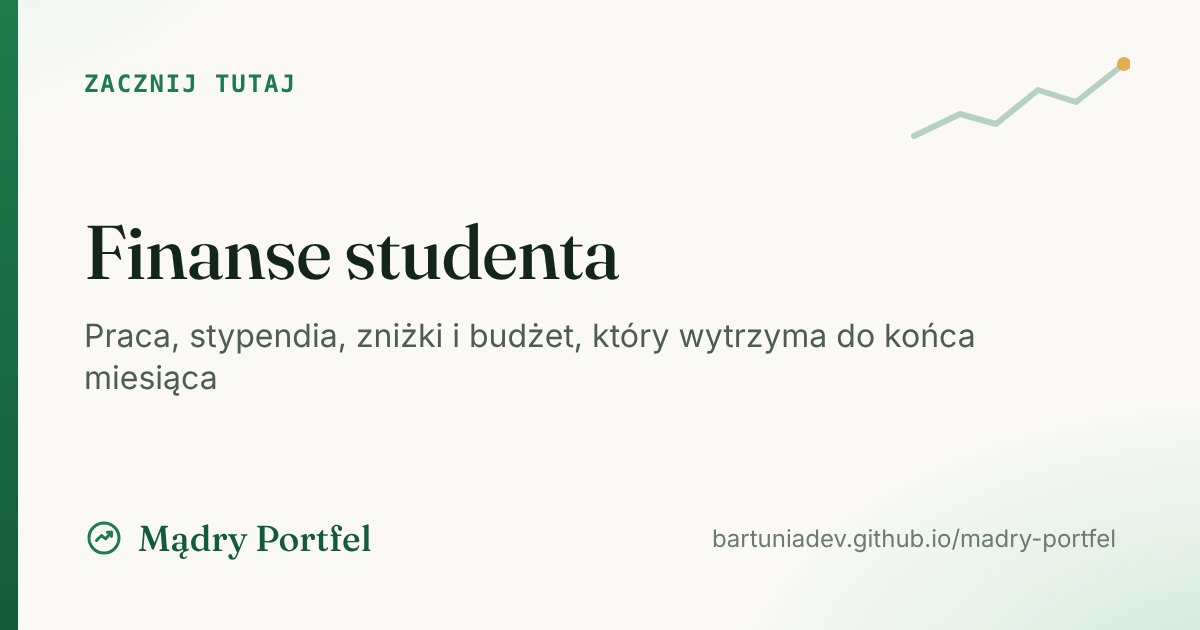 ZACZNIJ TUTAJ
Finanse studenta
Praca, stypendia, zniżki i budżet, który wytrzyma do końca
miesiąca
Mądry Portfel
bartuniadev.github.io/madry-portfel